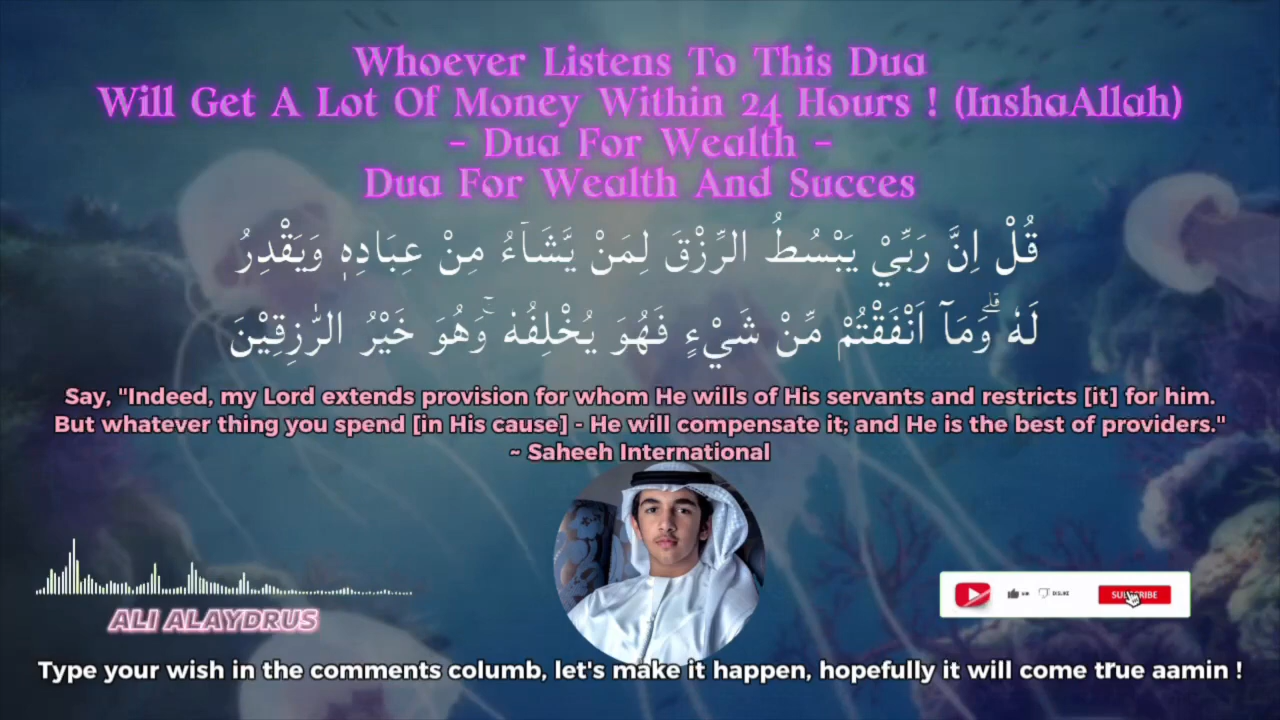 Whoever Listens To This Dua
Will Get A Lot Of Money Within 24 Hours ! (InshaAllah)
- Dua For Wealth -
Dua For Wealth And Succes
قُلْ اِنَّ رَبِّيْ يَبْسُطُ الرِّزْقَ لِمَنْ يَّشَاۤءُ مِنْ عِبَادِهٖ وَيَقْدِرُ
لَهٗ ۗوَمَآ اَنْفَقْتُمْ مِّنْ شَيْءٍ فَهُوَ يُخْلِفُهٗ ۚوَهُوَ خَيْرُ الرّٰزِقِيْنَ
Say, "Indeed, my Lord extends provision for whom He wills of His servants and restricts [it] for him.
But whatever thing you spend [in His cause] - He will compensate it; and He is the best of providers."
~ Saheeh International
ALI ALAYDRUS
DISLIKE
SUBSCRIBE
Type your wish in the comments columb, let's make it happen, hopefully it will come true aamin !